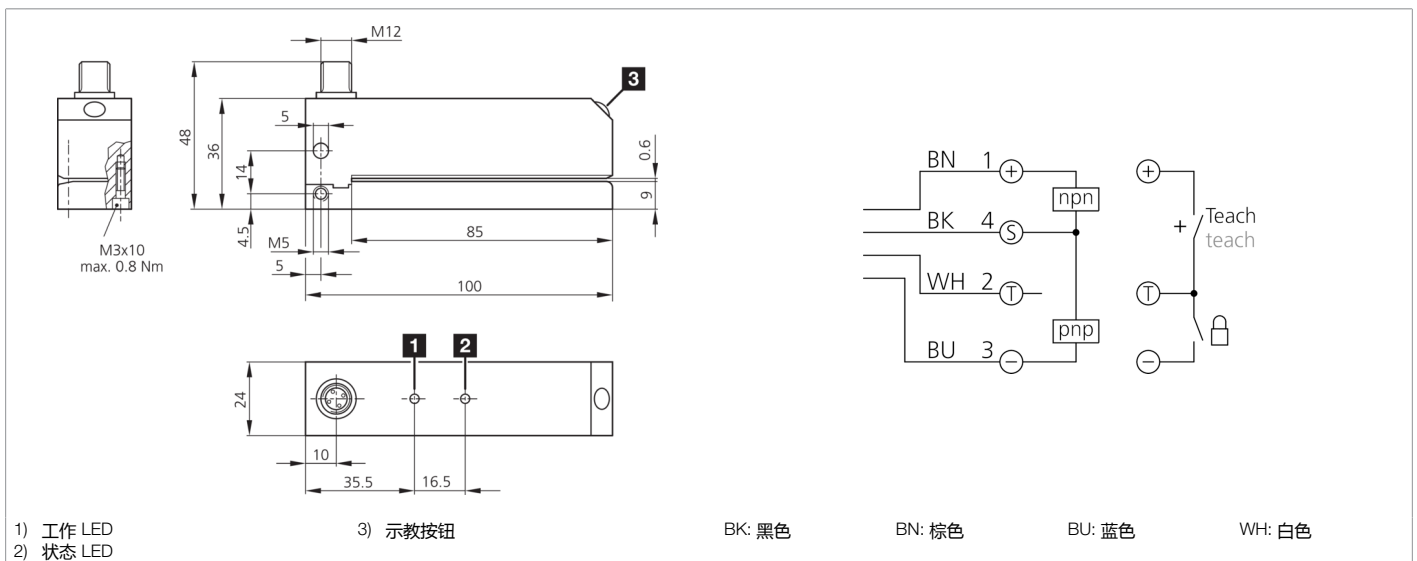 M12
3
5
48
36
14
0.6
9
4.5
M5
85
5
100
M3x10
max. 0.8 Nm
1
2
24
10
35.5
16.5
BN 1 +
npn
BK 4 S
WH 2 T
pnp
BU 3 −
+
+ Teach
teach
T
−
1) 工作 LED
2) 状态 LED
3) 示教按钮
BK: 黑色
BN: 棕色
BU: 蓝色
WH: 白色